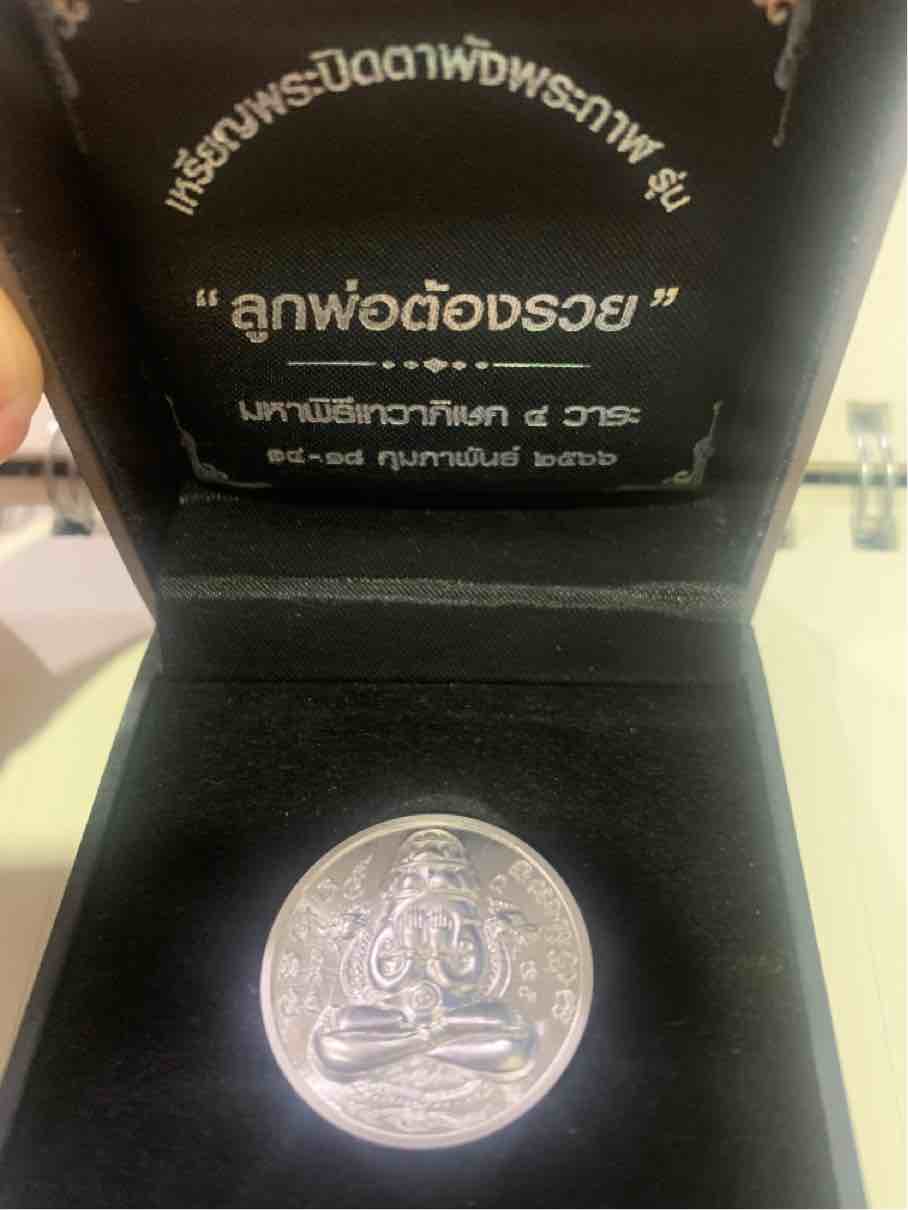 เหรียญพระปิดตาพังพระกาฬ รุ่น
“ลูกพ่อต้องรวย”
มหาพิธีเทวาภิเษก ๔ วาระ
๑๔-๑๘ กุมภาพันธ์ ๒๕๖๖